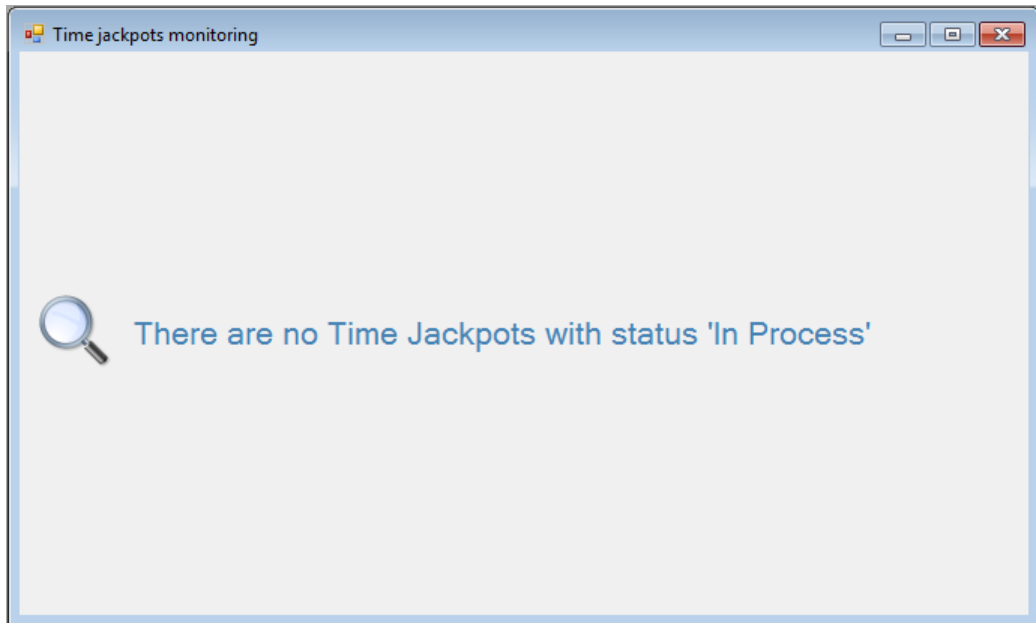 Time jackpots monitoring
There are no Time Jackpots with status 'In Process'